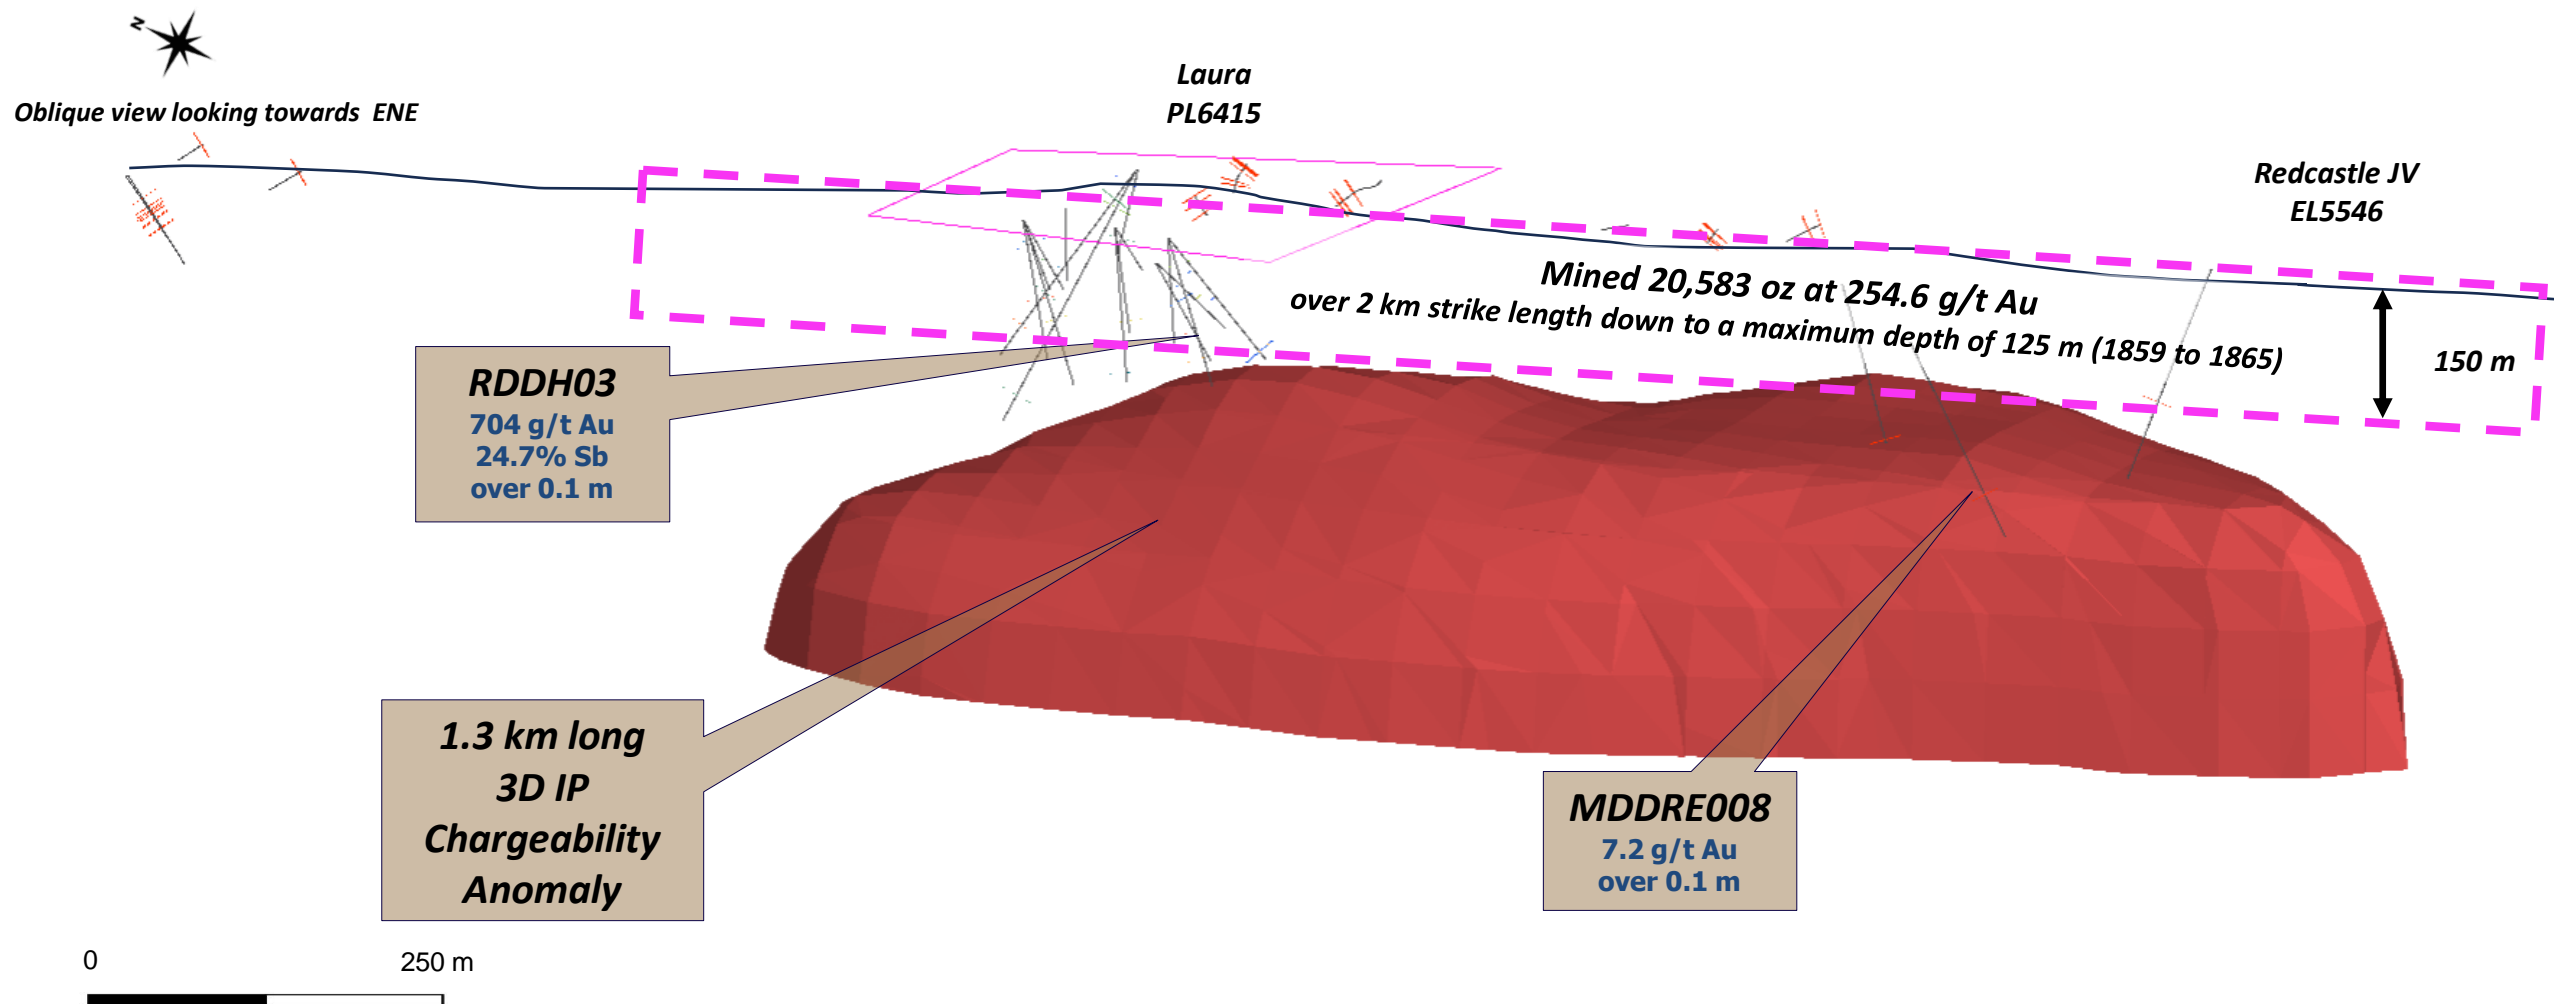 N
Oblique view looking towards ENE
Laura
PL6415
Redcastle JV
EL5546
Mined 20,583 oz at 254.6 g/t Au
over 2 km strike length down to a maximum depth of 125 m (1859 to 1865)
150 m
RDDH03
704 g/t Au
24.7% Sb
over 0.1 m
1.3 km long
3D IP
Chargeability
Anomaly
MDDRE008
7.2 g/t Au
over 0.1 m
0 250 m